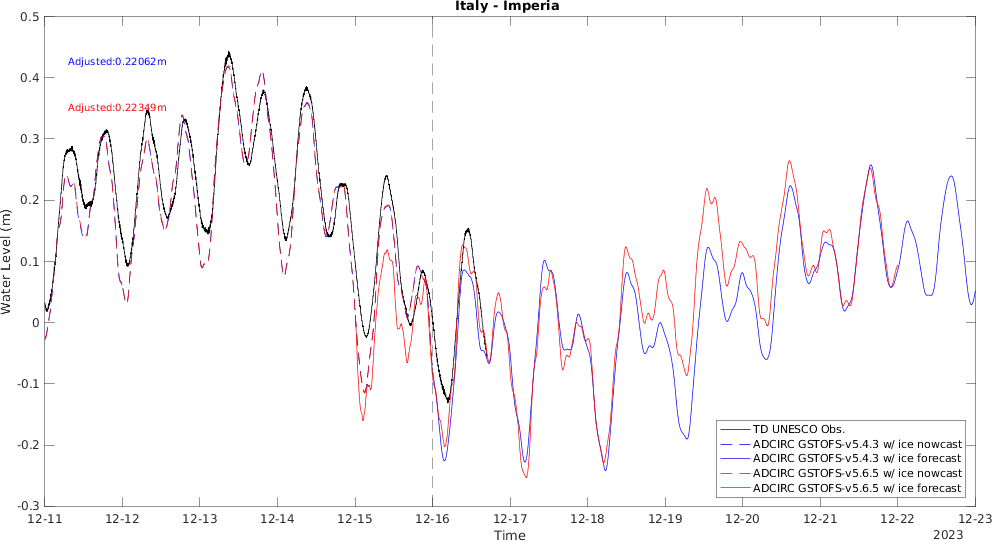 Italy - Imperia
Water Level (m)
0.5
0.4
0.3
0.2
0.1
0
-0.1
-0.2
-0.3
Adjusted:0.22062m
Adjusted:0.22349m
TD UNESCO Obs.
ADCIRC GSTOFS-v5.4.3 w/ ice nowcast
ADCIRC GSTOFS-v5.4.3 w/ ice forecast
ADCIRC GSTOFS-v5.6.5 w/ ice nowcast
ADCIRC GSTOFS-v5.6.5 w/ ice forecast
12-11 12-12 12-13 12-14 12-15 12-16 12-17 12-18 12-19 12-20 12-21 12-22 12-23
Time
2023